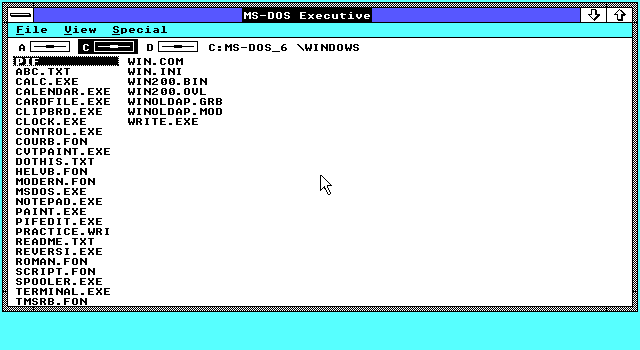 MS-DOS Executive
File View Special
A C D C:MS-DOS_6 \WINDOWS
PIF WIN.COM
ABC.TXT WIN.INI
CALC.EXE WIN200.BIN
CALENDAR.EXE WIN200.OVL
CARDFILE.EXE WINOLDAP.GRB
CLIPBRD.EXE WINOLDAP.MOD
CLOCK.EXE WRITE.EXE
CONTROL.EXE
COURB.FON
CVTPAINT.EXE
DOTHIS.TXT
HELVB.FON
MODERN.FON
MSDOS.EXE
NOTEPAD.EXE
PAINT.EXE
PIFEDIT.EXE
PRACTICE.WRI
README.TXT
REVERSI.EXE
ROMAN.FON
SCRIPT.FON
SPOOLER.EXE
TERMINAL.EXE
TMSRB.FON